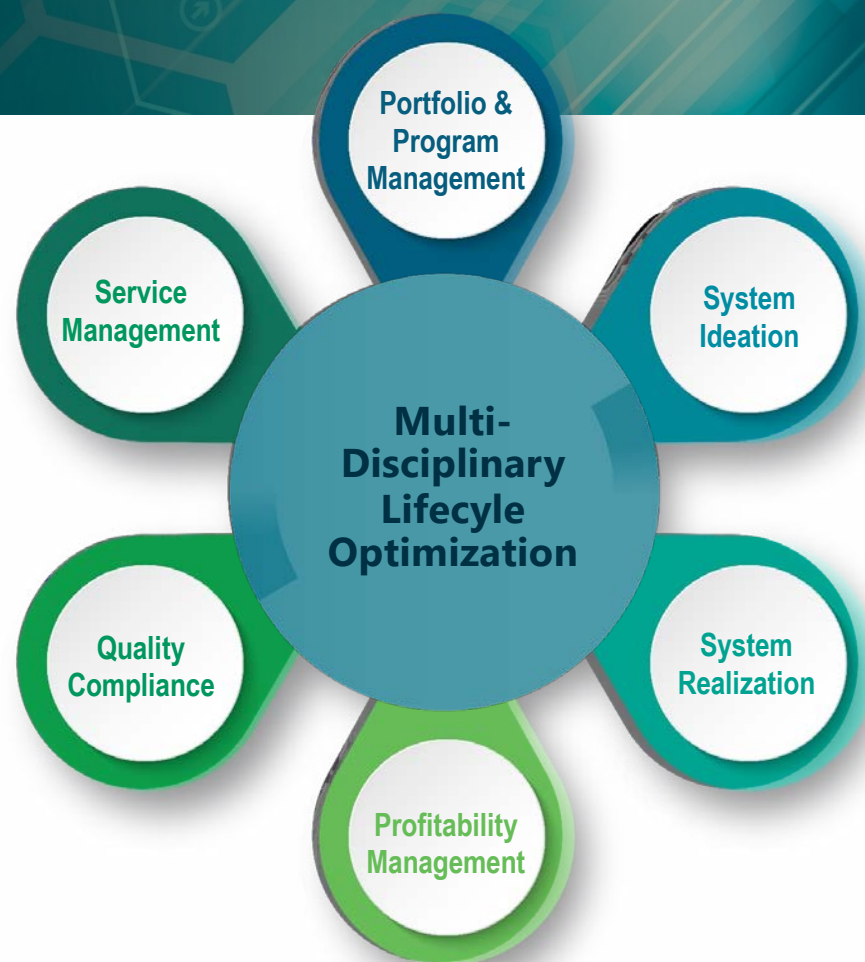 Portfolio &
Program
Management
System
Ideation
System
Realization
Profitability
Management
Quality
Compliance
Service
Management
Multi-
Disciplinary
Lifecyle
Optimization